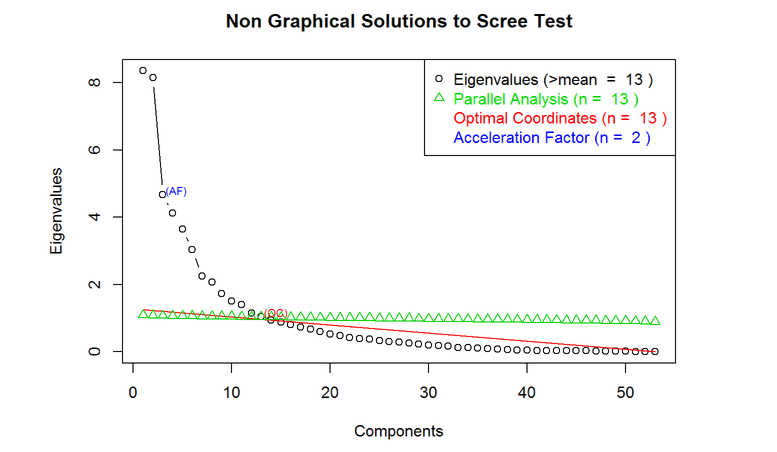 Non Graphical Solutions to Scree Test
Eigenvalues (>mean = 13 )
Parallel Analysis (n = 13 )
Optimal Coordinates (n = 13 )
Acceleration Factor (n = 2 )
Eigenvalues
8
6
4
2
0
(AF)
(OC)
0 10 20 30 40 50
Components